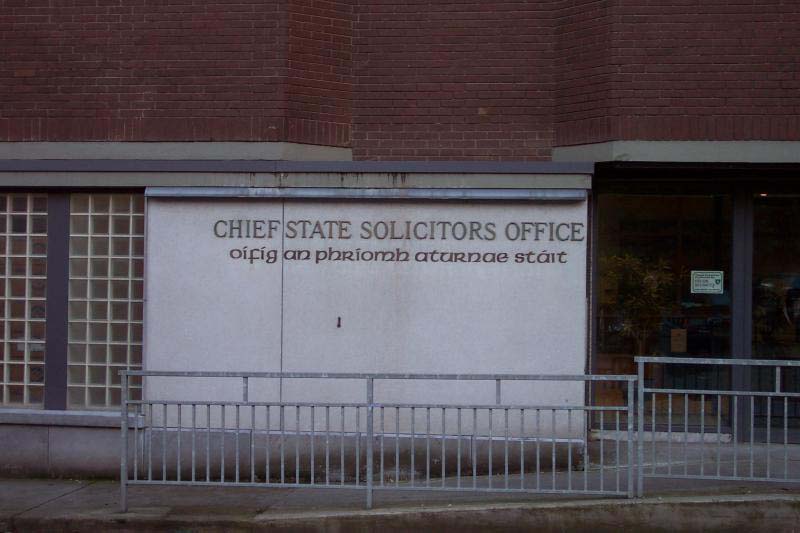 CHIEF STATE SOLICITORS OFFICE
oifig an phríomh aturnae stáit